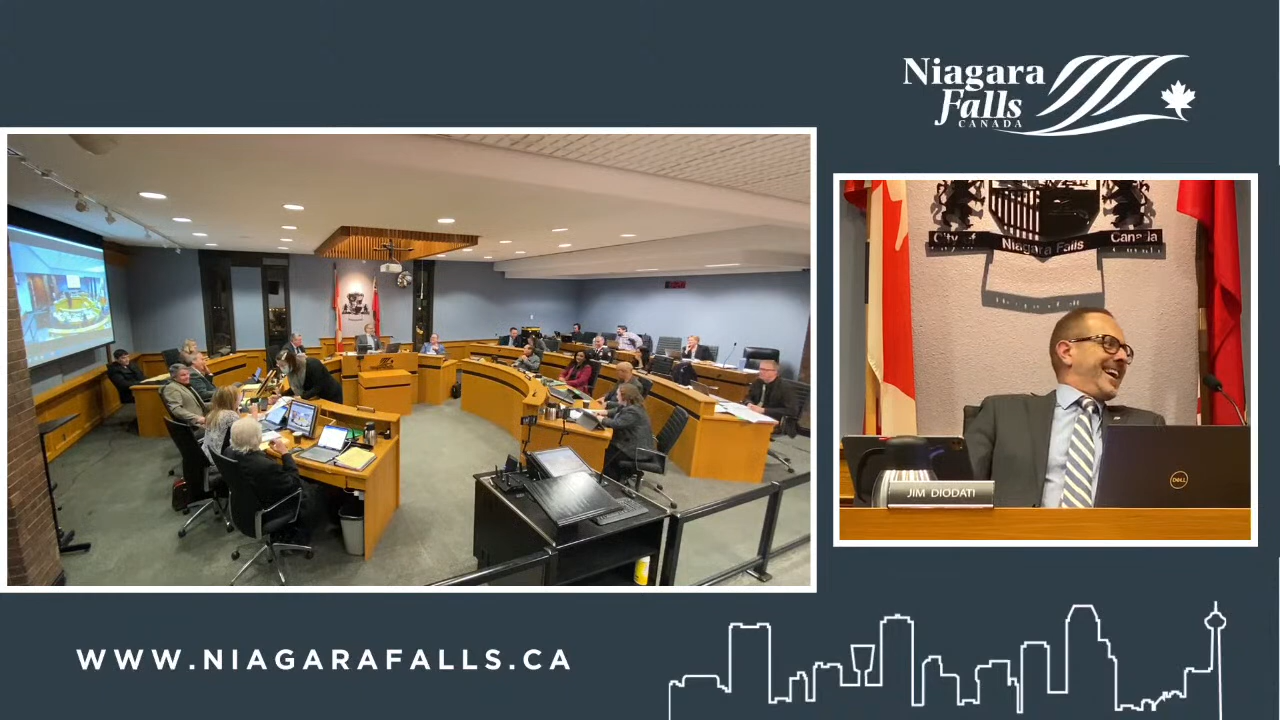 Niagara
Falls
CANADA
City of
Niagara Falls
Canada
JIM DIODATI
DELL
WWW.NIAGARAFALLS.CA